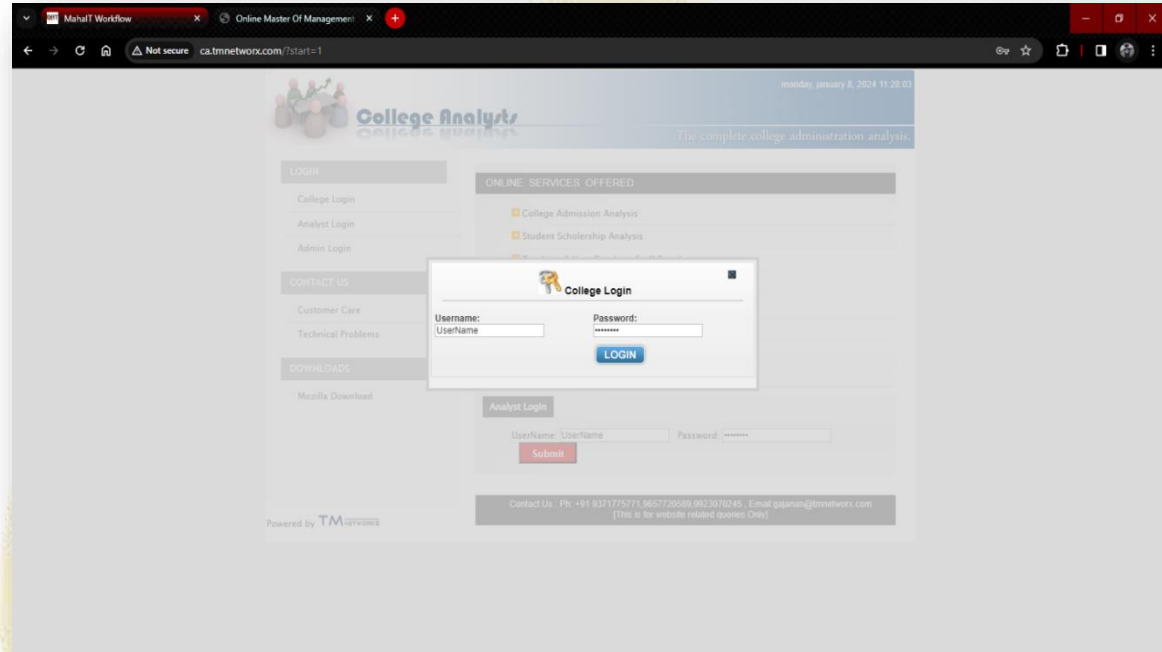 MahaIT Workflow
Online Master Of Management
Not secure ca.tmnetworx.com/?start=1
monday, january 8, 2024 11:28:03
College Analysts
The complete college administration analysis.
LOGIN
College Login
Analyst Login
Admin Login
CONTACT US
Customer Care
Technical Problems
DOWNLOADS
Mozilla Download
Powered by TM NETWORX
ONLINE SERVICES OFFERED
College Admission Analysis
Student Scholership Analysis
College Login
Username: Password:
UserName ••••••••
LOGIN
Analyst Login
UserName: UserName Password: ••••••••
Submit
Contact Us : Ph: +91 9371775771,9657720589,9923078245 , Email:gajanan@tmnetworx.com
[This is for website related queries Only]